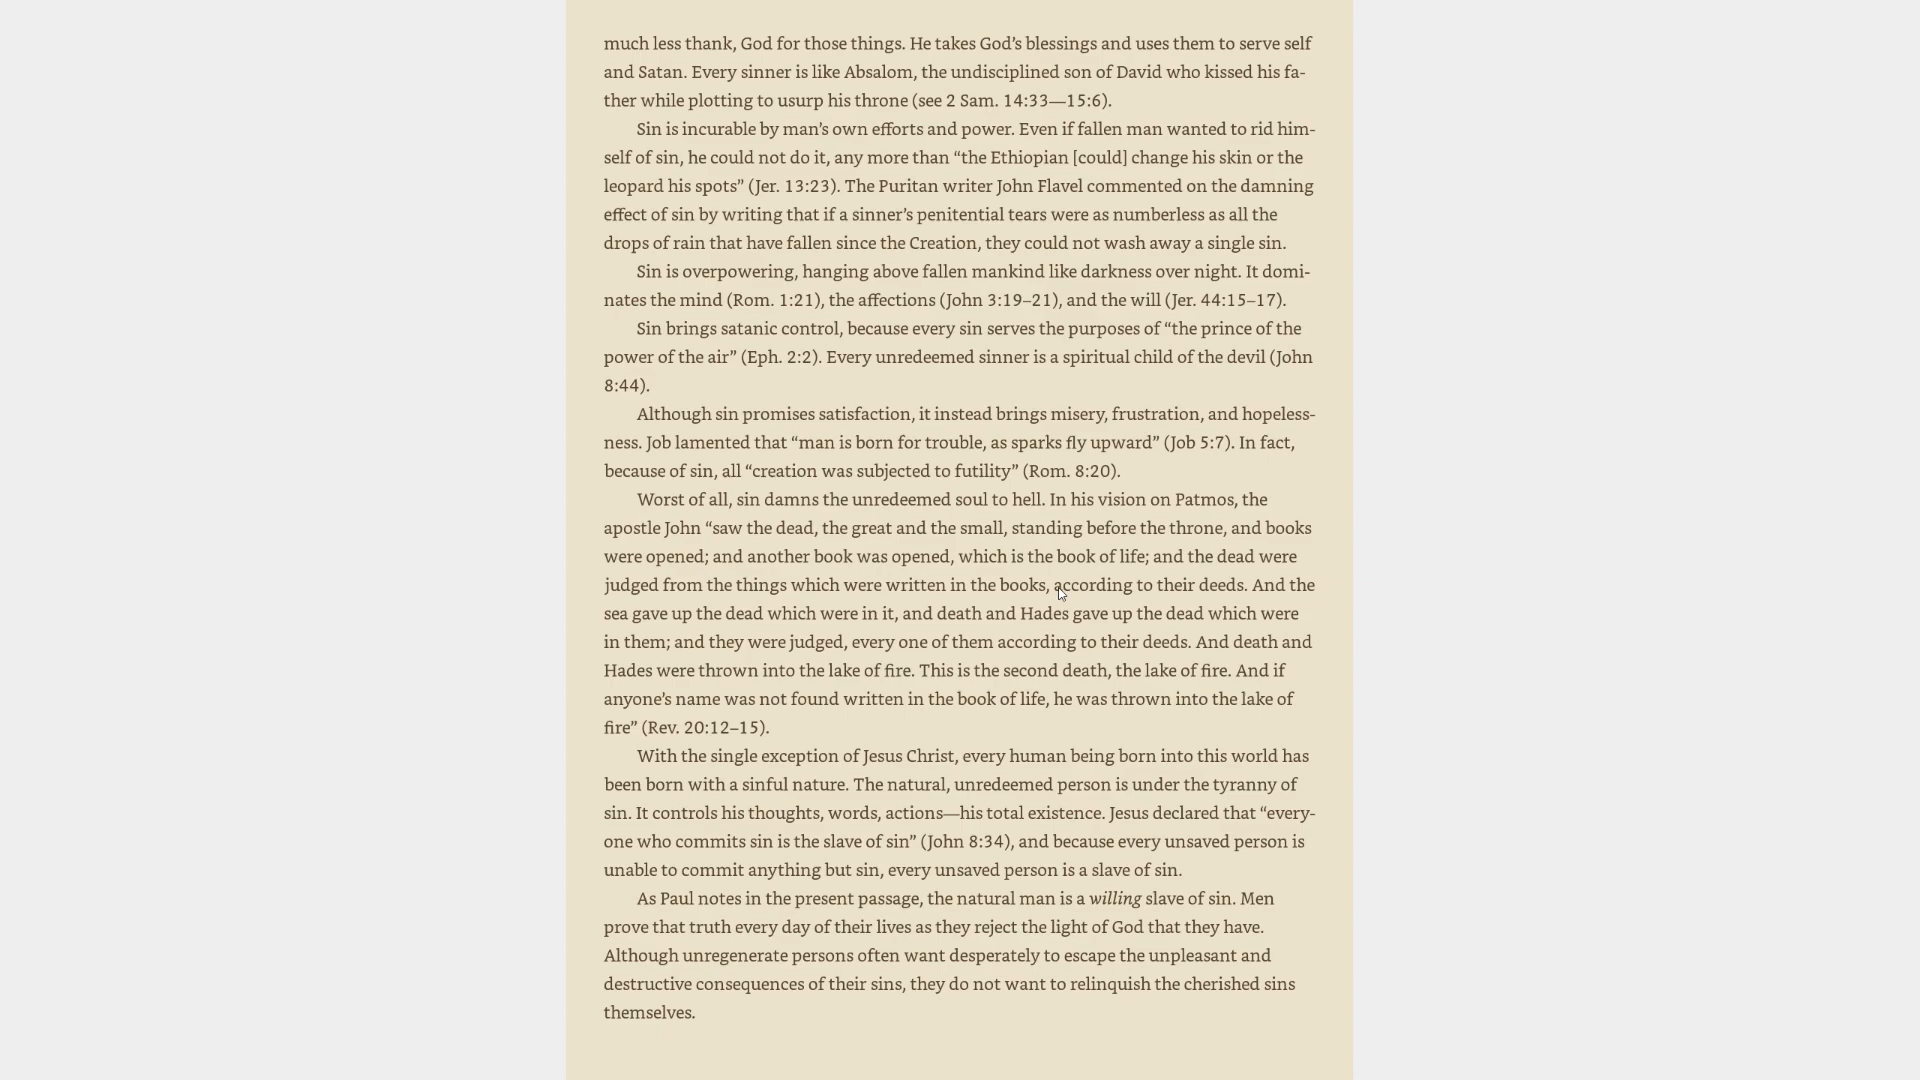 much less thank, God for those things. He takes God’s blessings and uses them to serve self
and Satan. Every sinner is like Absalom, the undisciplined son of David who kissed his fa-
ther while plotting to usurp his throne (see 2 Sam. 14:33—15:6).
Sin is incurable by man’s own efforts and power. Even if fallen man wanted to rid him-
self of sin, he could not do it, any more than “the Ethiopian [could] change his skin or the
leopard his spots” (Jer. 13:23). The Puritan writer John Flavel commented on the damning
effect of sin by writing that if a sinner’s penitential tears were as numberless as all the
drops of rain that have fallen since the Creation, they could not wash away a single sin.
Sin is overpowering, hanging above fallen mankind like darkness over night. It domi-
nates the mind (Rom. 1:21), the affections (John 3:19–21), and the will (Jer. 44:15–17).
Sin brings satanic control, because every sin serves the purposes of “the prince of the
power of the air” (Eph. 2:2). Every unredeemed sinner is a spiritual child of the devil (John
8:44).
Although sin promises satisfaction, it instead brings misery, frustration, and hopeless-
ness. Job lamented that “man is born for trouble, as sparks fly upward” (Job 5:7). In fact,
because of sin, all “creation was subjected to futility” (Rom. 8:20).
Worst of all, sin damns the unredeemed soul to hell. In his vision on Patmos, the
apostle John “saw the dead, the great and the small, standing before the throne, and books
were opened; and another book was opened, which is the book of life; and the dead were
judged from the things which were written in the books, according to their deeds. And the
sea gave up the dead which were in it, and death and Hades gave up the dead which were
in them; and they were judged, every one of them according to their deeds. And death and
Hades were thrown into the lake of fire. This is the second death, the lake of fire. And if
anyone’s name was not found written in the book of life, he was thrown into the lake of
fire” (Rev. 20:12–15).
With the single exception of Jesus Christ, every human being born into this world has
been born with a sinful nature. The natural, unredeemed person is under the tyranny of
sin. It controls his thoughts, words, actions—his total existence. Jesus declared that “every-
one who commits sin is the slave of sin” (John 8:34), and because every unsaved person is
unable to commit anything but sin, every unsaved person is a slave of sin.
As Paul notes in the present passage, the natural man is a willing slave of sin. Men
prove that truth every day of their lives as they reject the light of God that they have.
Although unregenerate persons often want desperately to escape the unpleasant and
destructive consequences of their sins, they do not want to relinquish the cherished sins
themselves.